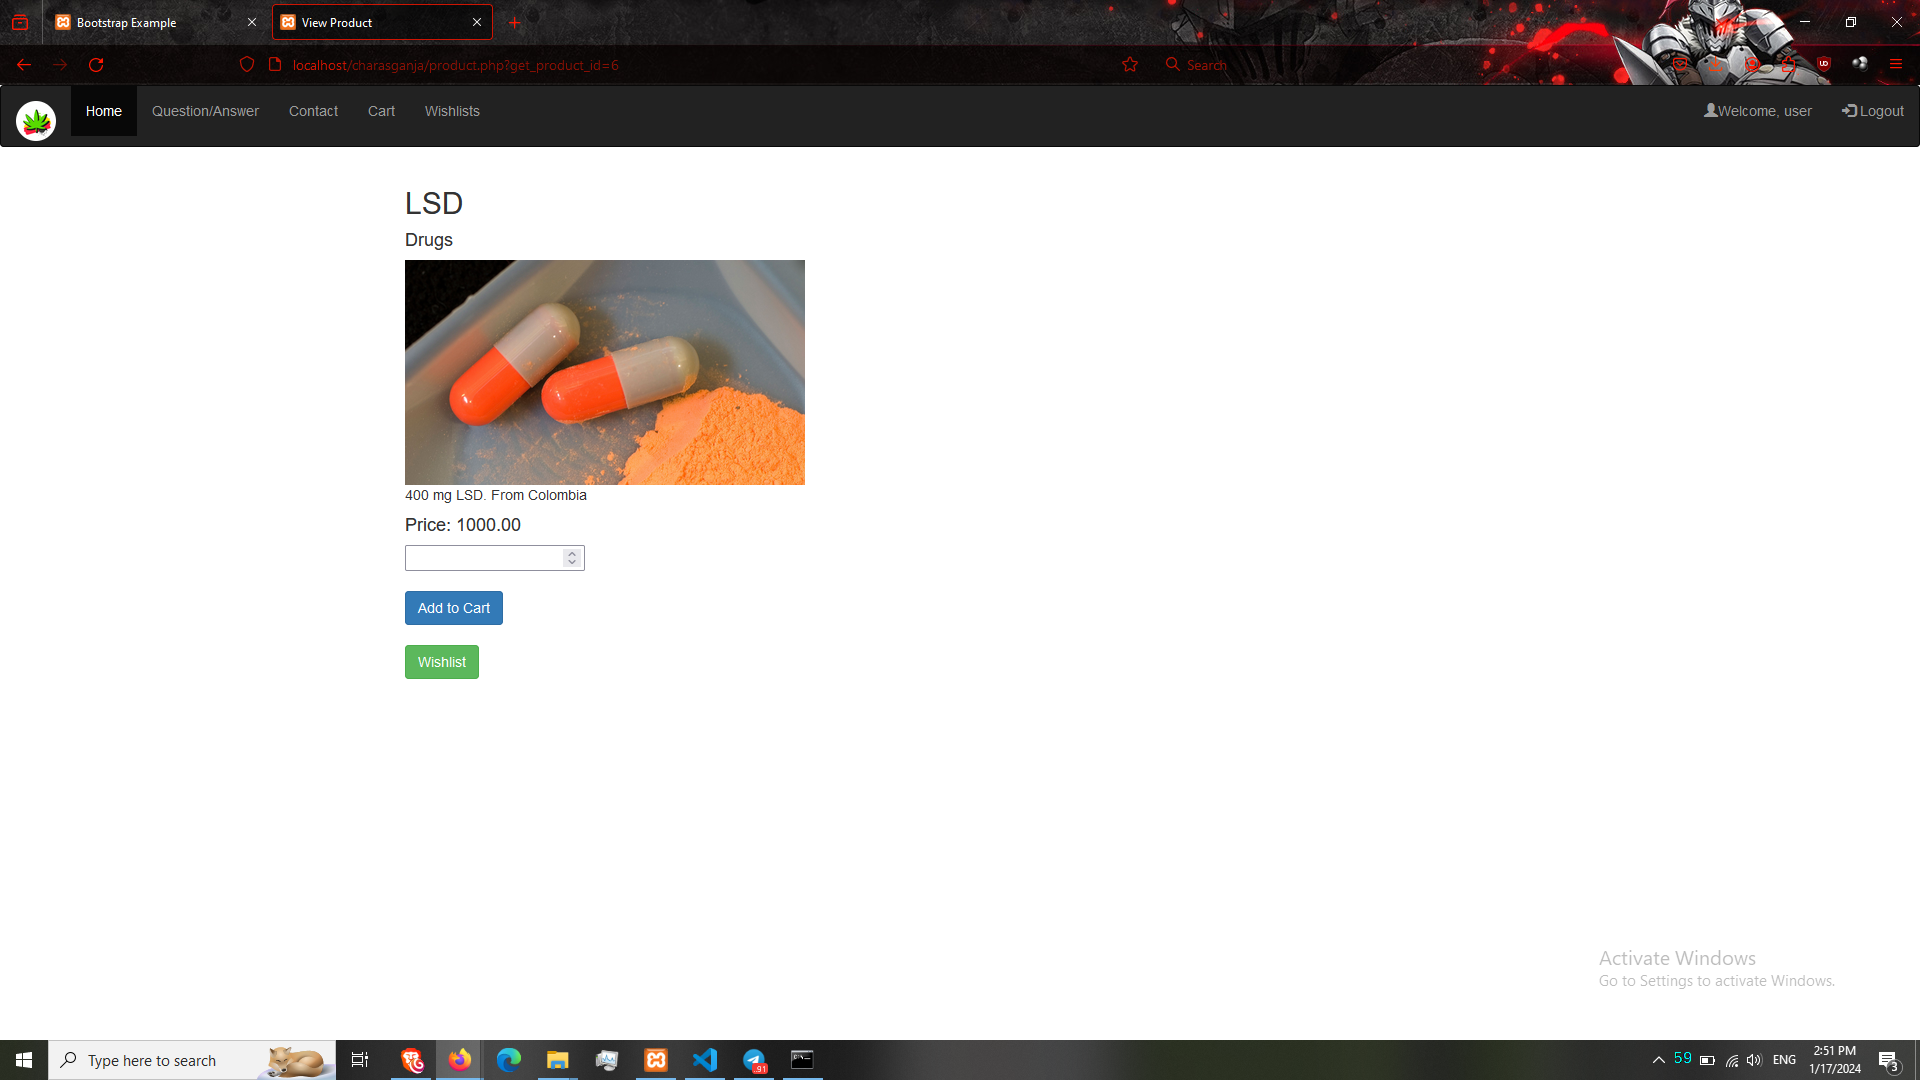 Bootstrap Example
View Product
localhost/charasganja/product.php?get_product_id=6
Search
Home
Question/Answer
Contact
Cart
Wishlists
Welcome, user
Logout
LSD
Drugs
400 mg LSD. From Colombia
Price: 1000.00
Add to Cart
Wishlist
Activate Windows
Go to Settings to activate Windows.
Type here to search
91
59
ENG
2:51 PM
1/17/2024
3